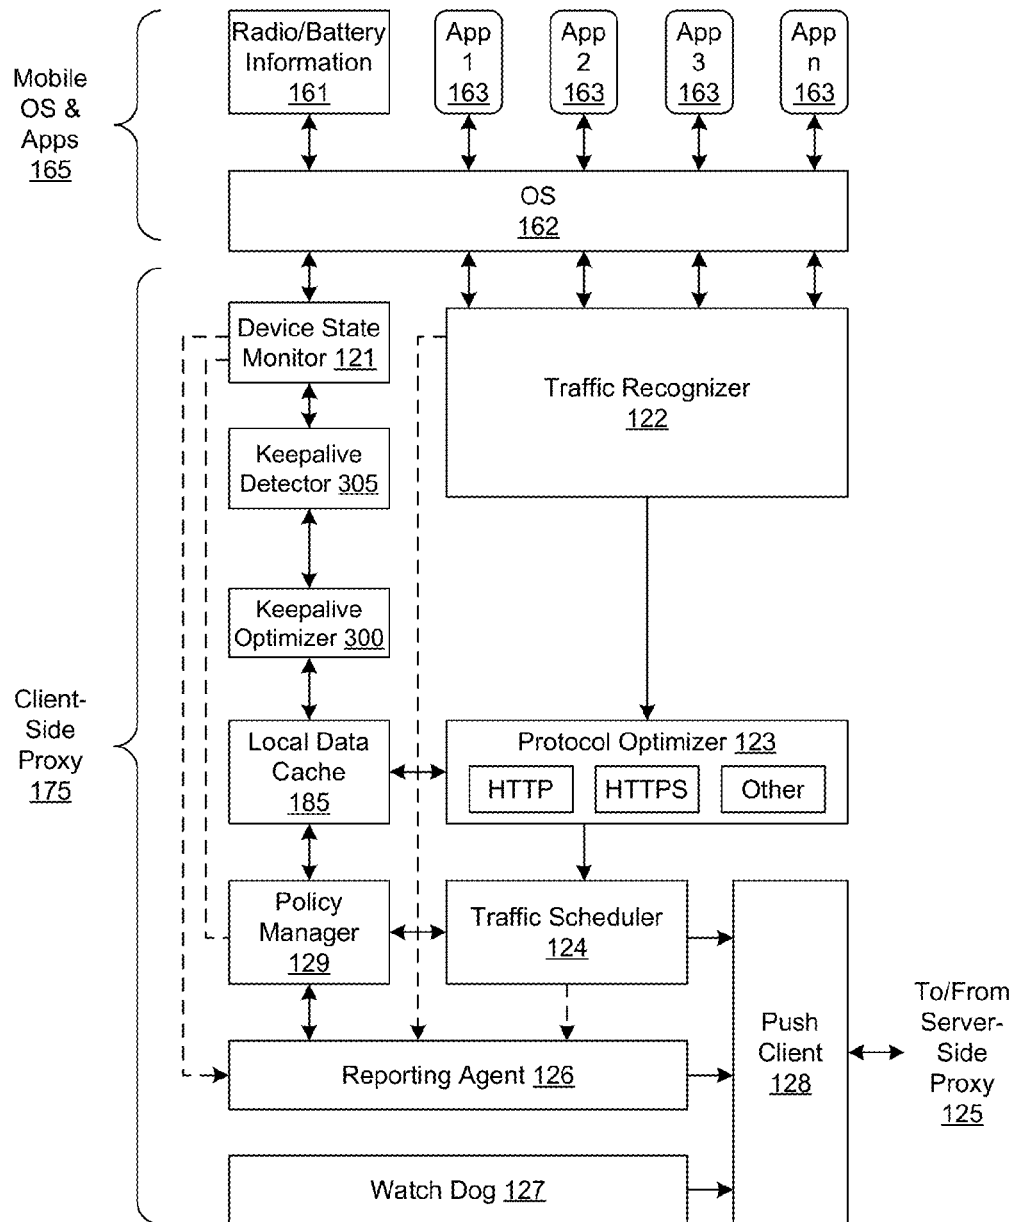 Mobile
OS &
Apps
165
Radio/Battery
Information
161
App
1
163
App
2
163
App
3
163
App
n
163
OS
162
Client-
Side
Proxy
175
Device State
Monitor 121
Traffic Recognizer
122
Keepalive
Detector 305
Keepalive
Optimizer 300
Local Data
Cache
185
Protocol Optimizer 123
HTTP
HTTPS
Other
Policy
Manager
129
Traffic Scheduler
124
Push
Client
128
To/From
Server-
Side
Proxy
125
Reporting Agent 126
Watch Dog 127